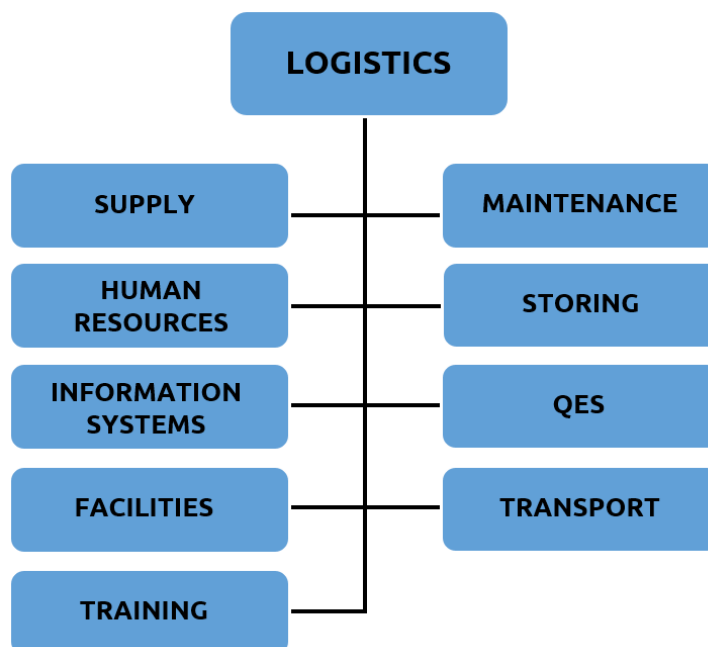 LOGISTICS
SUPPLY
MAINTENANCE
HUMAN
RESOURCES
STORING
INFORMATION
SYSTEMS
QES
FACILITIES
TRANSPORT
TRAINING